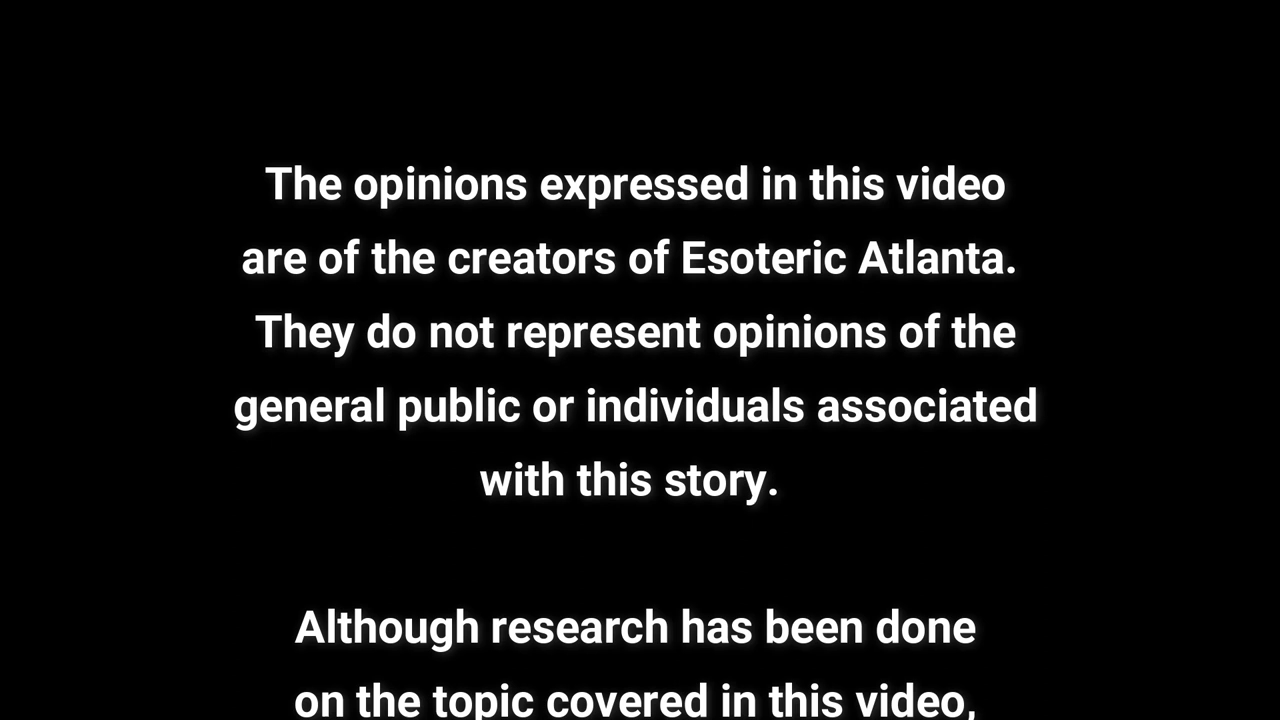 The opinions expressed in this video
are of the creators of Esoteric Atlanta.
They do not represent opinions of the
general public or individuals associated
with this story.
Although research has been done
on the topic covered in this video,